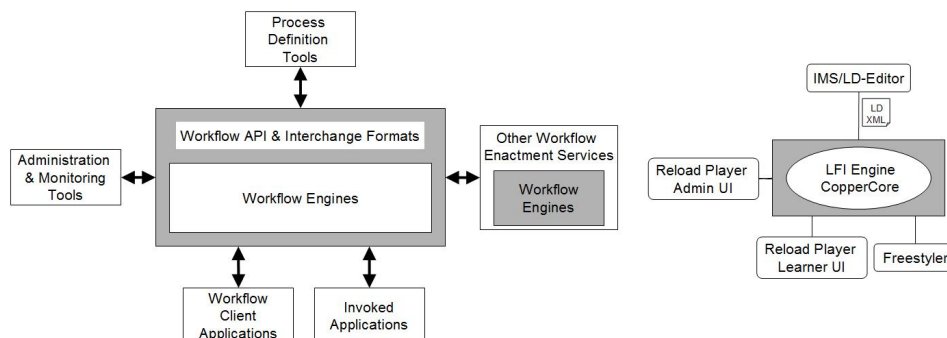 Process
Definition
Tools
Workflow API & Interchange Formats
Workflow Engines
Administration
& Monitoring
Tools
Other Workflow
Enactment Services
Workflow
Engines
Workflow
Client
Applications
Invoked
Applications
IMS/LD-Editor
LD
XML
LFI Engine
CopperCore
Reload Player
Admin UI
Reload Player
Learner UI
Freestyler